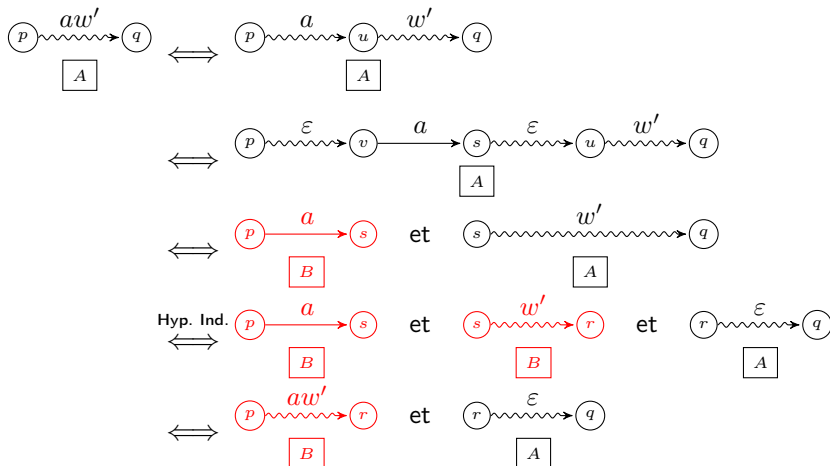 aw′ a w′
p q ⟺ p u q
A A
ε a ε w′
⟺ p v s u q
A
a w′
⟺ p s et s q
B A
Hyp. Ind. a w′ ε
⟺ p s et s r et r q
B B A
aw′ ε
⟺ p r et r q
B A